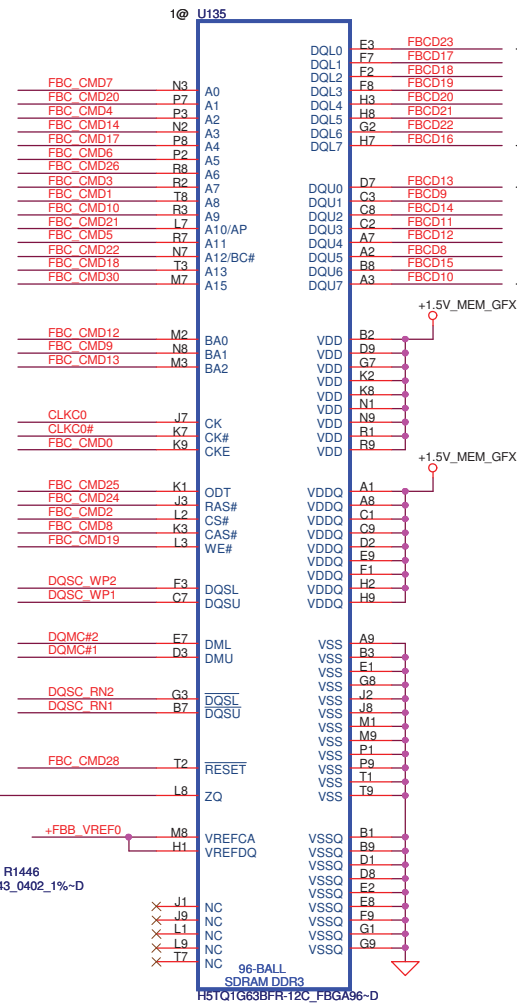 1@ U135
E3 FBCD23
DQL0
F7 FBCD17
DQL1
F2 FBCD18
DQL2
F8 FBCD19
DQL3
H3 FBCD20
DQL4
H8 FBCD21
DQL5
G2 FBCD22
DQL6
H7 FBCD16
DQL7
FBC_CMD7 N3 A0
FBC_CMD20 P7 A1
FBC_CMD4 P3 A2
FBC_CMD14 N2 A3
FBC_CMD17 P8 A4
FBC_CMD6 P2 A5
FBC_CMD26 R8 A6
FBC_CMD3 R2 A7
FBC_CMD1 T8 A8
FBC_CMD10 R3 A9
FBC_CMD21 L7 A10/AP
FBC_CMD5 R7 A11
FBC_CMD22 N7 A12/BC#
FBC_CMD18 T3 A13
FBC_CMD30 M7 A15
DQU0 D7 FBCD13
DQU1 C3 FBCD9
DQU2 C8 FBCD14
DQU3 C2 FBCD11
DQU4 A7 FBCD12
DQU5 A2 FBCD8
DQU6 B8 FBCD15
DQU7 A3 FBCD10
+1.5V_MEM_GFX
FBC_CMD12 M2 BA0
FBC_CMD9 N8 BA1
FBC_CMD13 M3 BA2
VDD B2
VDD D9
VDD G7
VDD K2
VDD K8
VDD N1
VDD N9
VDD R1
VDD R9
CLKC0 J7 CK
CLKC0# K7 CK#
FBC_CMD0 K9 CKE
+1.5V_MEM_GFX
FBC_CMD25 K1 ODT
FBC_CMD24 J3 RAS#
FBC_CMD2 L2 CS#
FBC_CMD8 K3 CAS#
FBC_CMD19 L3 WE#
VDDQ A1
VDDQ A8
VDDQ C1
VDDQ C9
VDDQ D2
VDDQ E9
VDDQ F1
VDDQ H2
VDDQ H9
DQSC_WP2 F3 DQSL
DQSC_WP1 C7 DQSU
DQMC#2 E7 DML
DQMC#1 D3 DMU
DQSC_RN2 G3 DQSL
DQSC_RN1 B7 DQSU
VSS A9
VSS B3
VSS E1
VSS G8
VSS J2
VSS J8
VSS M1
VSS M9
VSS P1
VSS P9
VSS T1
VSS T9
FBC_CMD28 T2 RESET
L8 ZQ
+FBB_VREF0 M8 VREFCA
H1 VREFDQ
VSSQ B1
VSSQ B9
VSSQ D1
VSSQ D8
VSSQ E2
VSSQ E8
VSSQ F9
VSSQ G1
VSSQ G9
R1446
43_0402_1%~D
J1 NC
J9 NC
L1 NC
L9 NC
T7 NC
96-BALL
SDRAM DDR3
H5TQ1G63BFR-12C_FBGA96~D